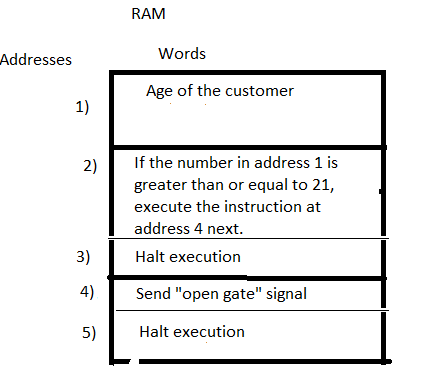 RAM
Words
Addresses
1)
Age of the customer
2)
If the number in address 1 is
greater than or equal to 21,
execute the instruction at
address 4 next.
3)
Halt execution
4)
Send "open gate" signal
5)
Halt execution